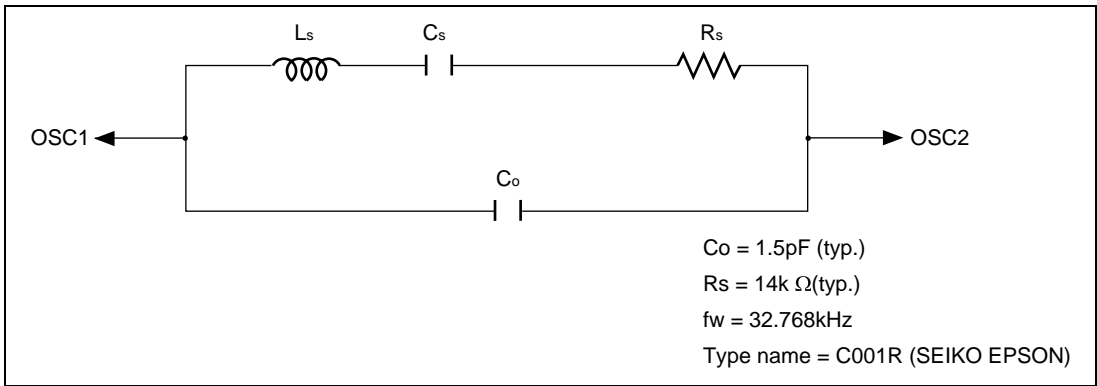 Ls
Cs
Rs
OSC1
OSC2
Co
Co = 1.5pF (typ.)
Rs = 14k Ω(typ.)
fw = 32.768kHz
Type name = C001R (SEIKO EPSON)